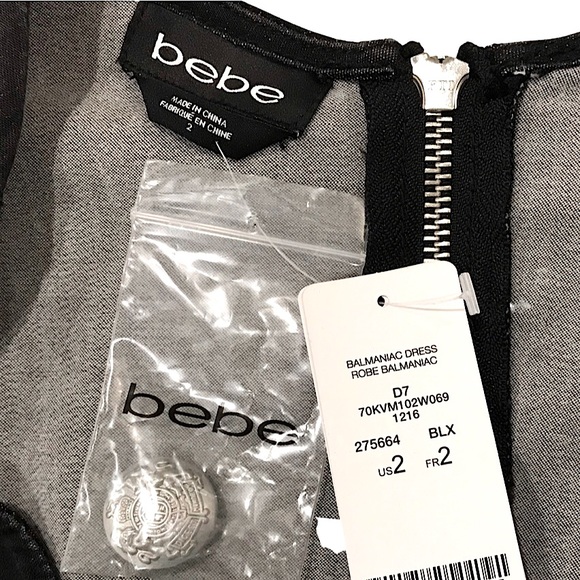 bebe
MADE IN CHINA
FABRIQUÉ EN CHINE
2
bebe
BALMANIAC DRESS
ROBE BALMANIAC
D7
70KVM102W069
1216
275664 BLX
US2 FR2